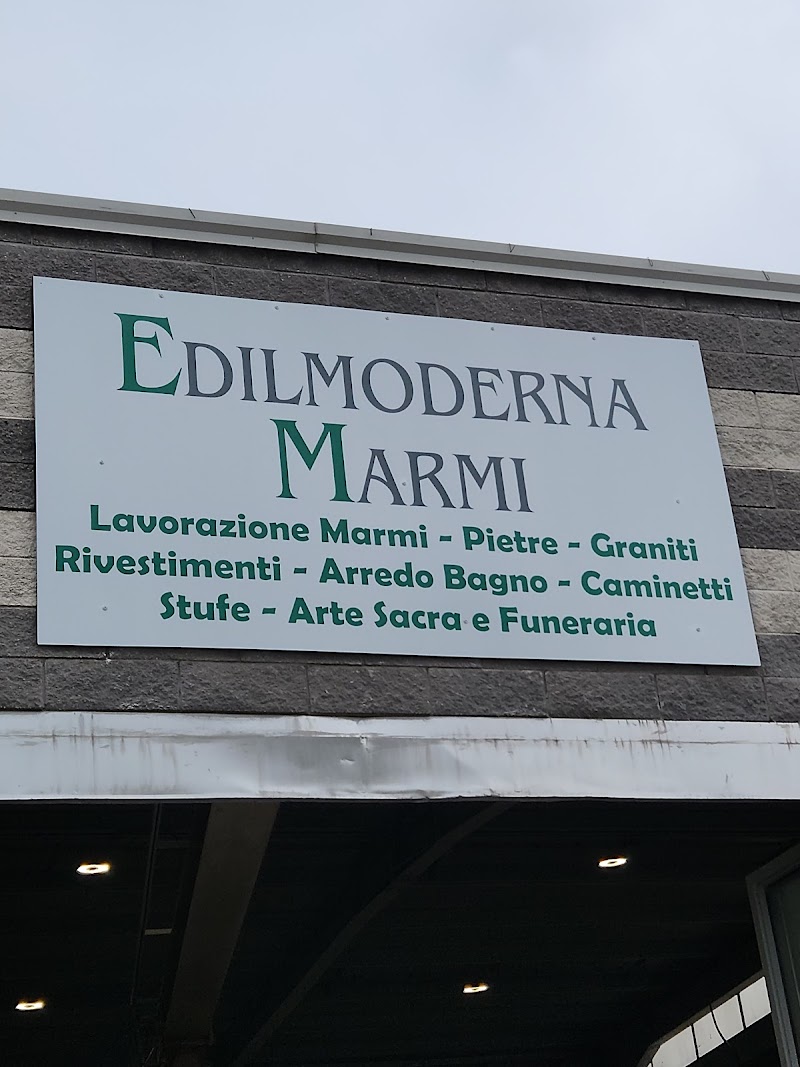 EDILMODERNA
MARMI
Lavorazione Marmi - Pietre - Graniti
Rivestimenti - Arredo Bagno - Caminetti
Stufe - Arte Sacra e Funeraria